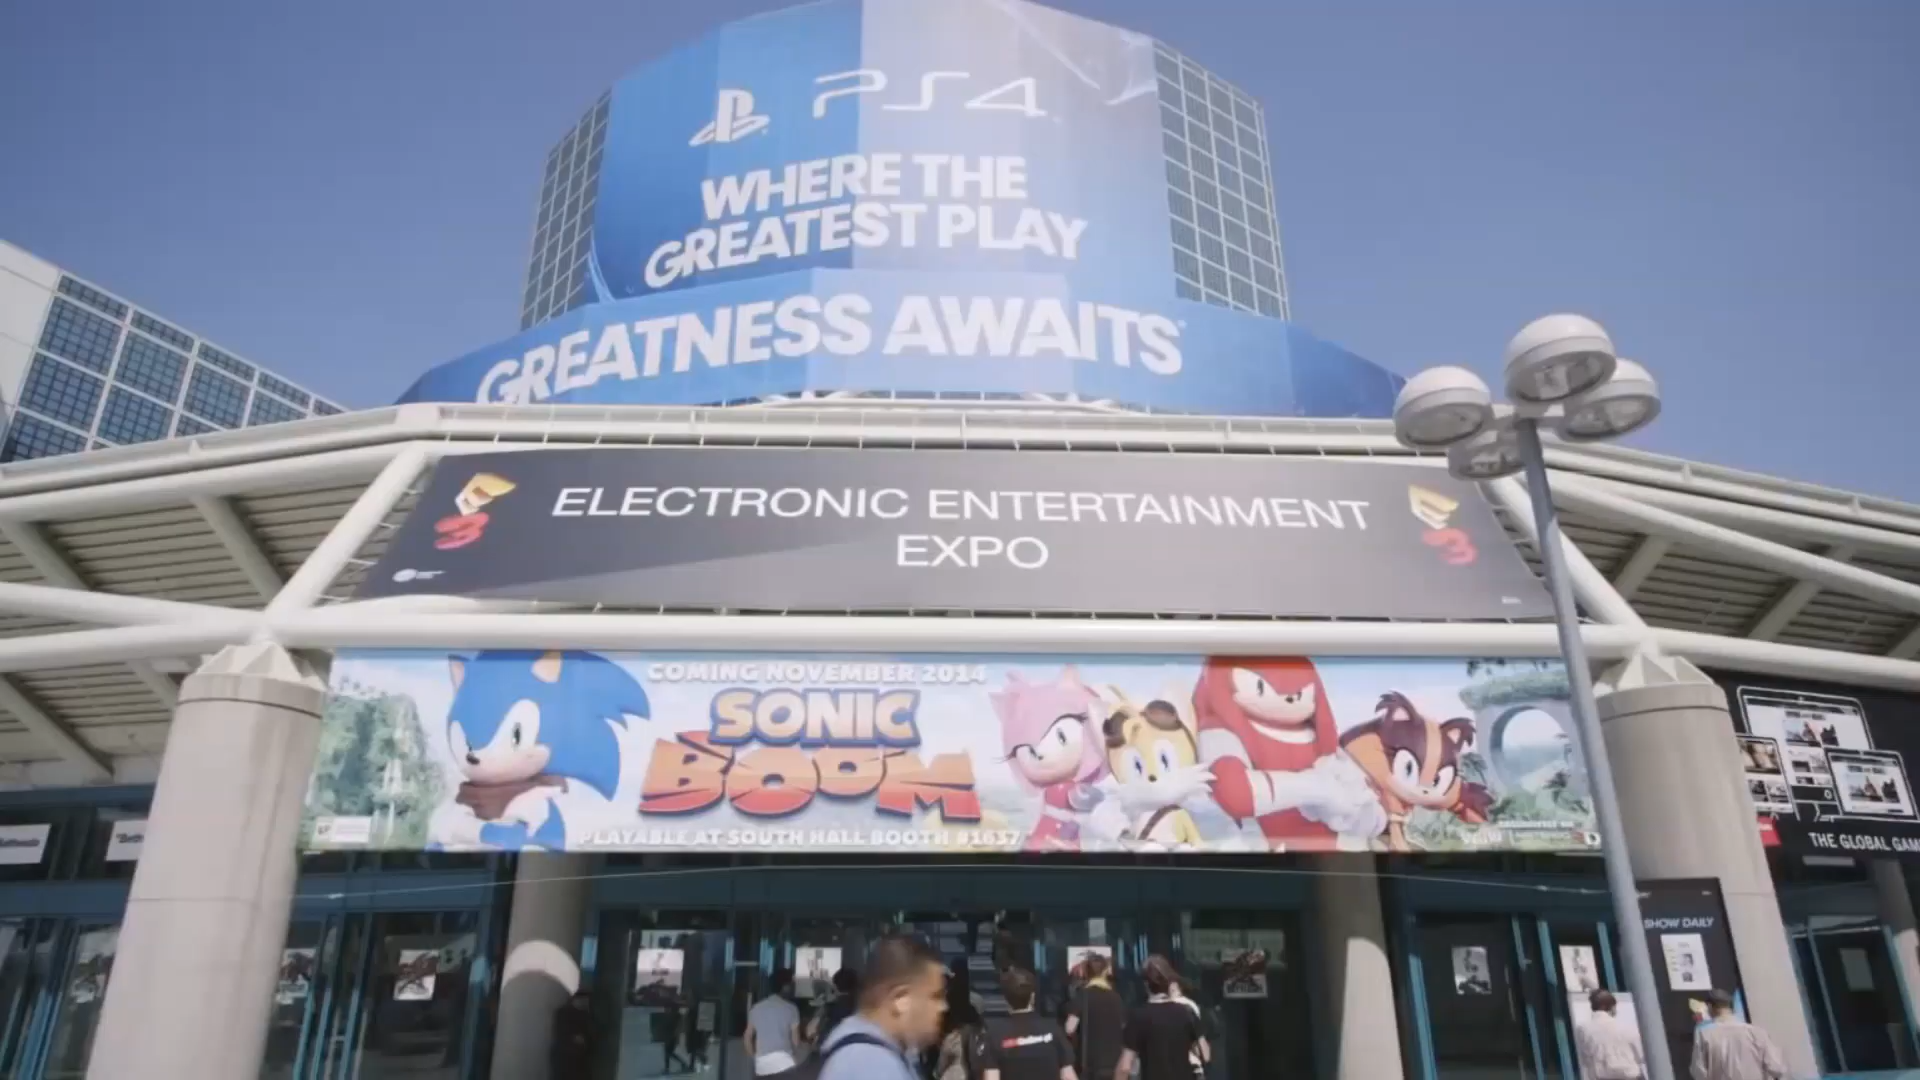 PS4
WHERE THE
GREATEST PLAY
GREATNESS AWAITS
E3
ELECTRONIC ENTERTAINMENT
EXPO
E3
COMING NOVEMBER 2014
SONIC
BOOM
PLAYABLE AT SOUTH HALL BOOTH #1637
THE GLOBAL GAM
SHOW DAILY